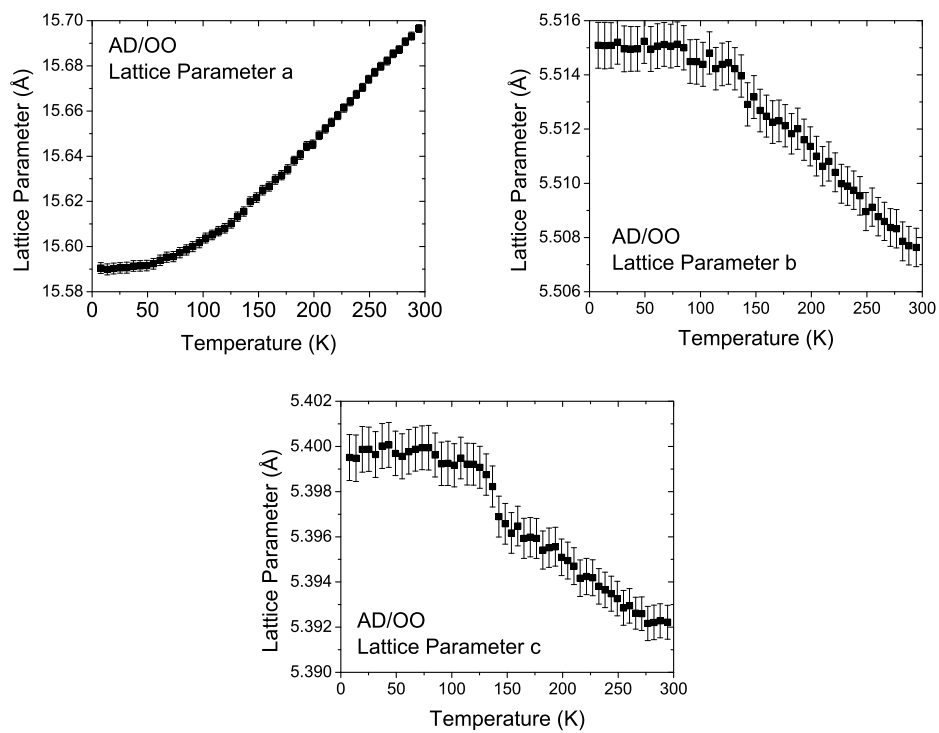 15.70
15.68
15.66
15.64
15.62
15.60
15.58
Lattice Parameter (Å)
AD/OO
Lattice Parameter a
0 50 100 150 200 250 300
Temperature (K)
5.516
5.514
5.512
5.510
5.508
5.506
Lattice Parameter (Å)
AD/OO
Lattice Parameter b
0 50 100 150 200 250 300
Temperature (K)
5.402
5.400
5.398
5.396
5.394
5.392
5.390
Lattice Parameter (Å)
AD/OO
Lattice Parameter c
0 50 100 150 200 250 300
Temperature (K)